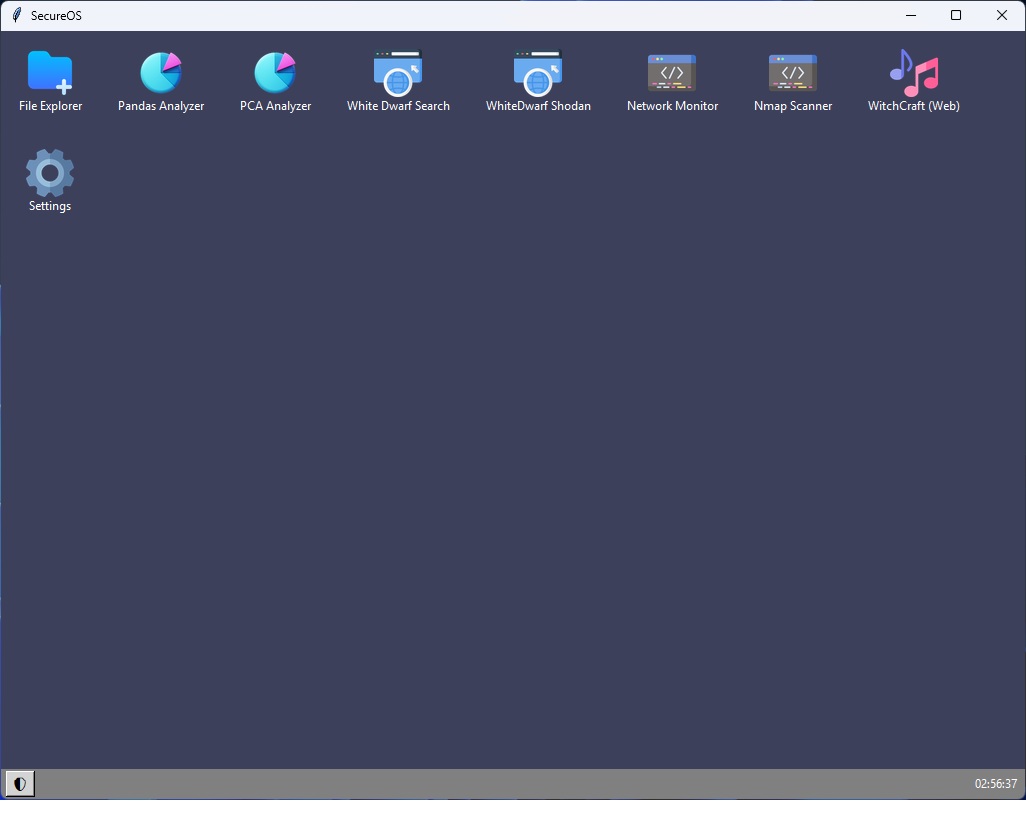 SecureOS
File Explorer
Pandas Analyzer
PCA Analyzer
White Dwarf Search
WhiteDwarf Shodan
Network Monitor
Nmap Scanner
WitchCraft (Web)
Settings
02:56:37